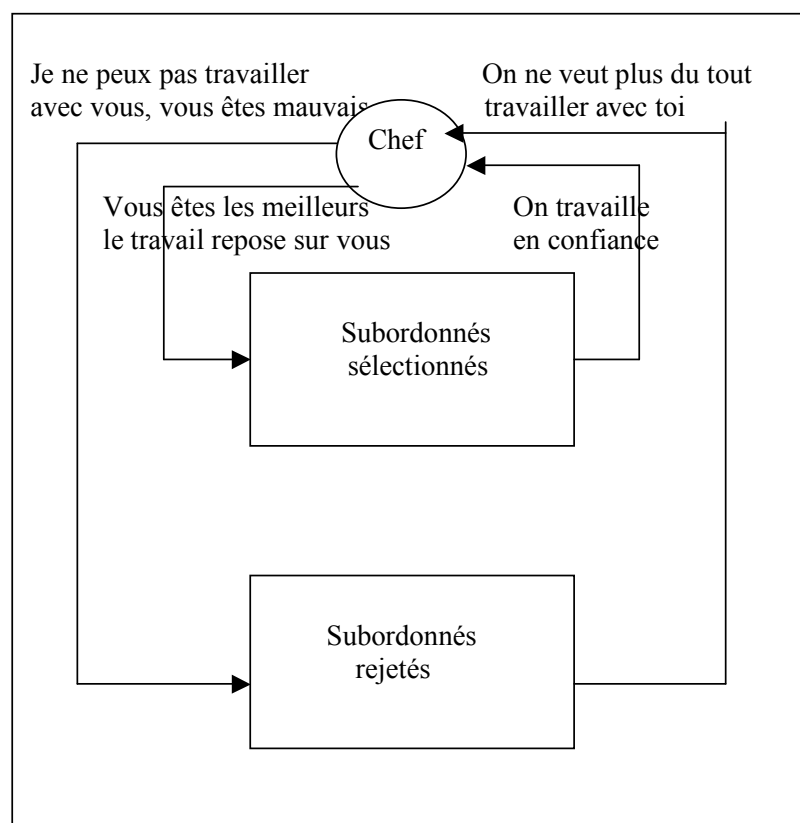 Je ne peux pas travailler
avec vous, vous êtes mauvais
On ne veut plus du tout
travailler avec toi
Chef
Vous êtes les meilleurs
le travail repose sur vous
On travaille
en confiance
Subordonnés
sélectionnés
Subordonnés
rejetés